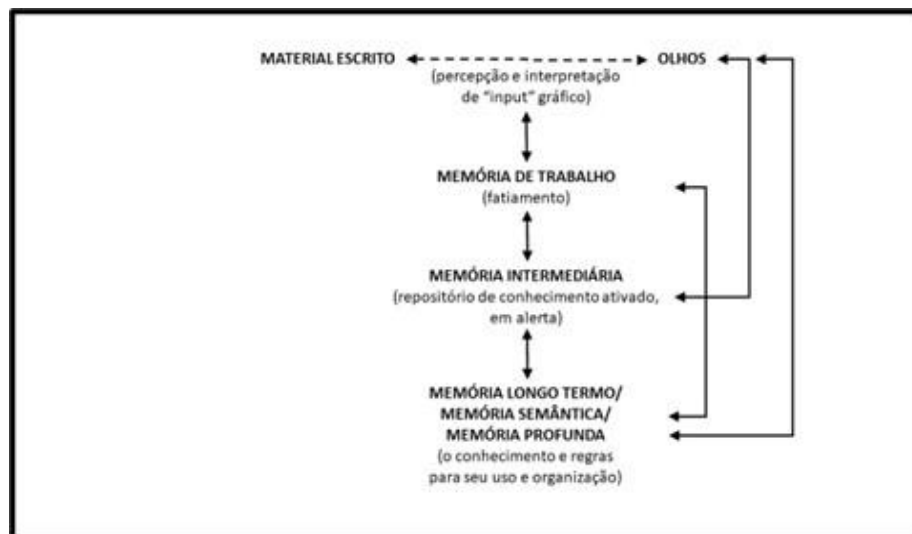 MATERIAL ESCRITO OLHOS
(percepção e interpretação
de “input” gráfico)
MEMÓRIA DE TRABALHO
(fatiamento)
MEMÓRIA INTERMEDIÁRIA
(repositório de conhecimento ativado,
em alerta)
MEMÓRIA LONGO TERMO/
MEMÓRIA SEMÂNTICA/
MEMÓRIA PROFUNDA
(o conhecimento e regras
para seu uso e organização)